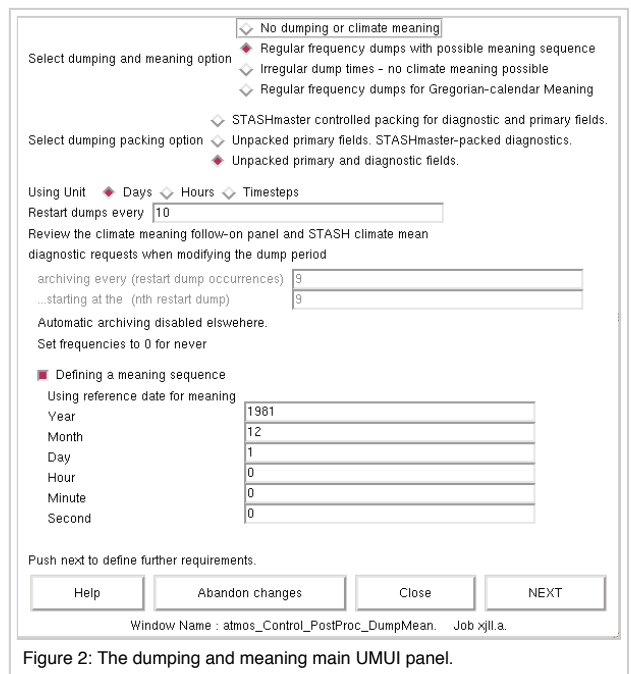 No dumping or climate meaning
Select dumping and meaning option
Regular frequency dumps with possible meaning sequence
Irregular dump times - no climate meaning possible
Regular frequency dumps for Gregorian-calendar Meaning
STASHmaster controlled packing for diagnostic and primary fields.
Select dumping packing option
Unpacked primary fields. STASHmaster-packed diagnostics.
Unpacked primary and diagnostic fields.
Using Unit Days Hours Timesteps
Restart dumps every 10
Review the climate meaning follow-on panel and STASH climate mean
diagnostic requests when modifying the dump period
archiving every (restart dump occurrences) 9
...starting at the (nth restart dump) 9
Automatic archiving disabled elswehere.
Set frequencies to 0 for never
Defining a meaning sequence
Using reference date for meaning
Year 1981
Month 12
Day 1
Hour 0
Minute 0
Second 0
Push next to define further requirements.
Help Abandon changes Close NEXT
Window Name : atmos_Control_PostProc_DumpMean. Job xjll.a.
Figure 2: The dumping and meaning main UMUI panel.